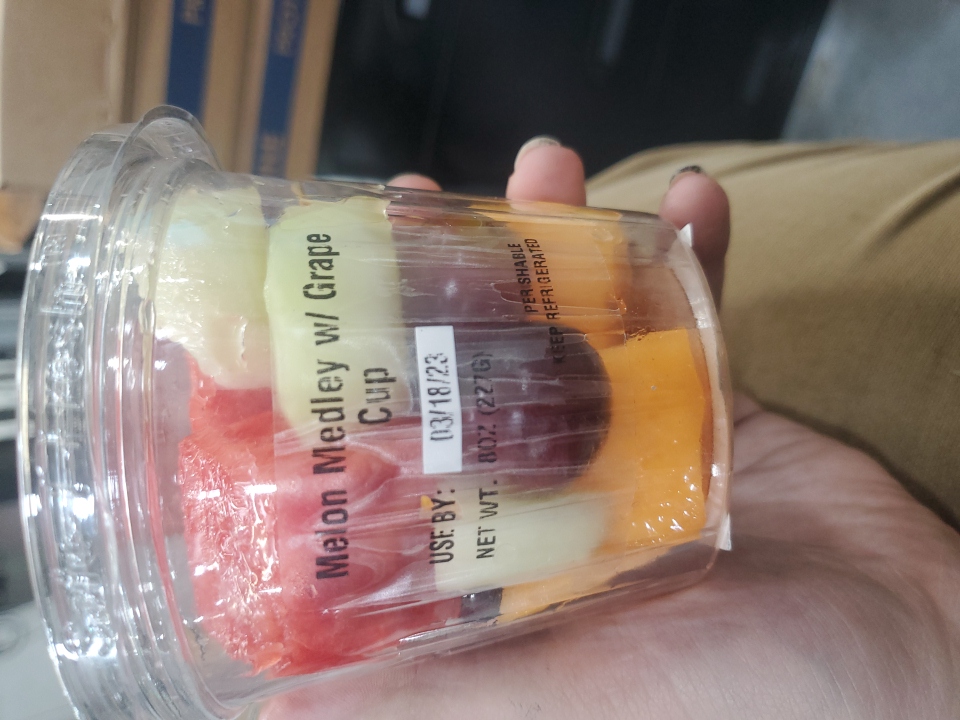 Melon Medley w/ Grape
Cup
USE BY: 03/18/23
NET WT. 8OZ (227G)
PERISHABLE
KEEP REFRIGERATED